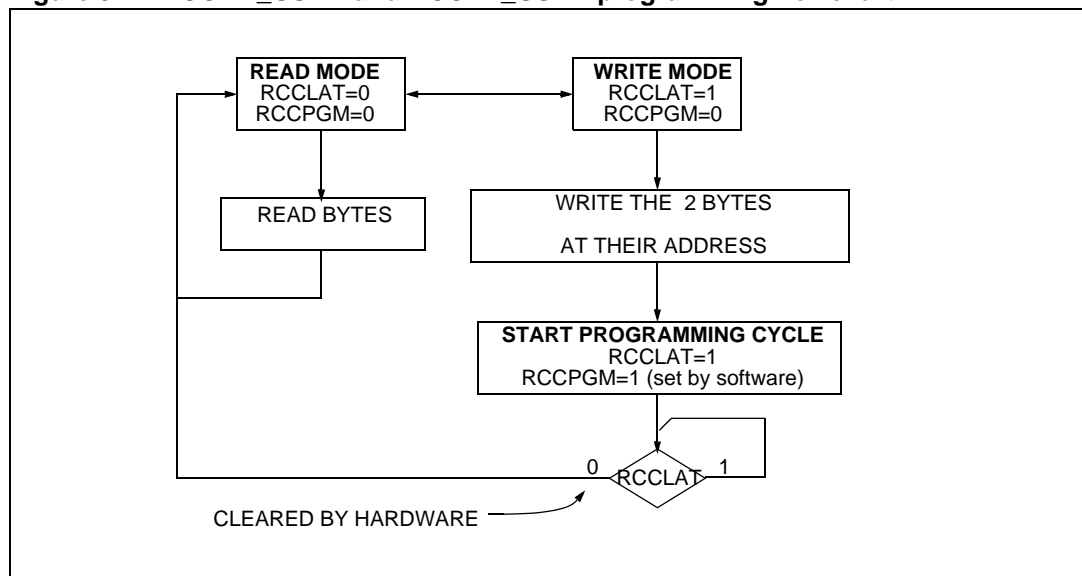 READ MODE
RCCLAT=0
RCCPGM=0
WRITE MODE
RCCLAT=1
RCCPGM=0
READ BYTES
WRITE THE 2 BYTES
AT THEIR ADDRESS
START PROGRAMMING CYCLE
RCCLAT=1
RCCPGM=1 (set by software)
0
RCCLAT
1
CLEARED BY HARDWARE